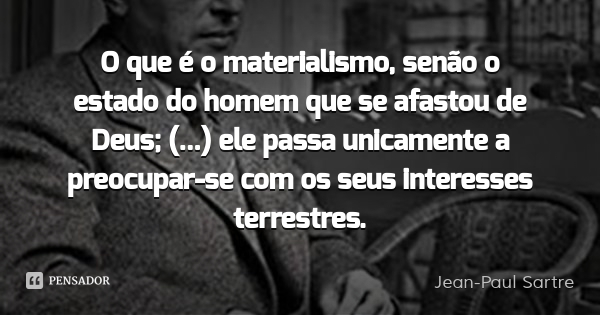 O que é o materialismo, senão o
estado do homem que se afastou de
Deus; (...) ele passa unicamente a
preocupar-se com os seus interesses
terrestres.
PENSADOR
Jean-Paul Sartre